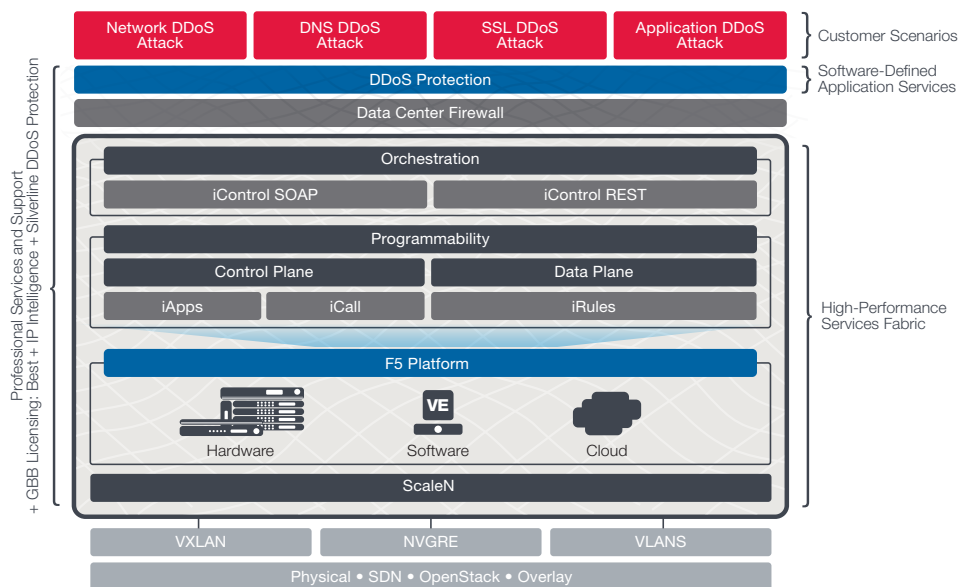 Network DDoS
Attack
DNS DDoS
Attack
SSL DDoS
Attack
Application DDoS
Attack
Customer Scenarios
DDoS Protection
Software-Defined
Application Services
Data Center Firewall
Professional Services and Support
+ GBB Licensing: Best + IP Intelligence + Silverline DDoS Protection
Orchestration
iControl SOAP
iControl REST
Programmability
Control Plane
Data Plane
iApps
iCall
iRules
High-Performance
Services Fabric
F5 Platform
VE
Hardware
Software
Cloud
ScaleN
VXLAN
NVGRE
VLANS
Physical • SDN • OpenStack • Overlay